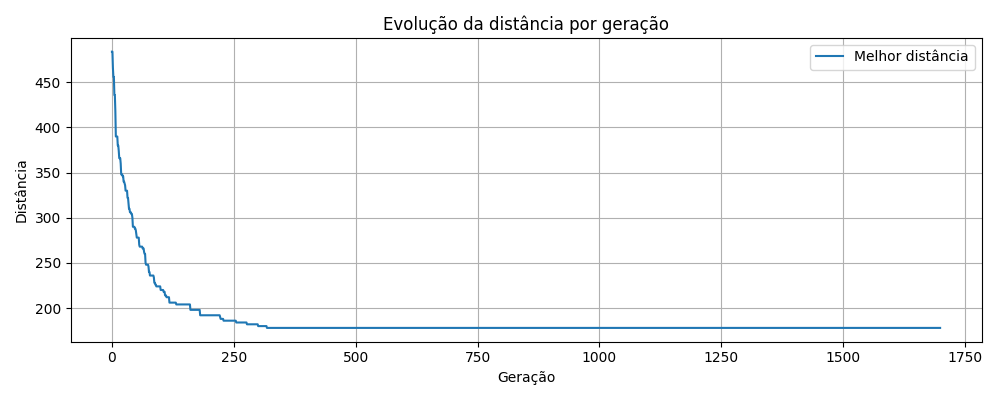 Evolução da distância por geração
Melhor distância
Distância
450
400
350
300
250
200
0 250 500 750 1000 1250 1500 1750
Geração